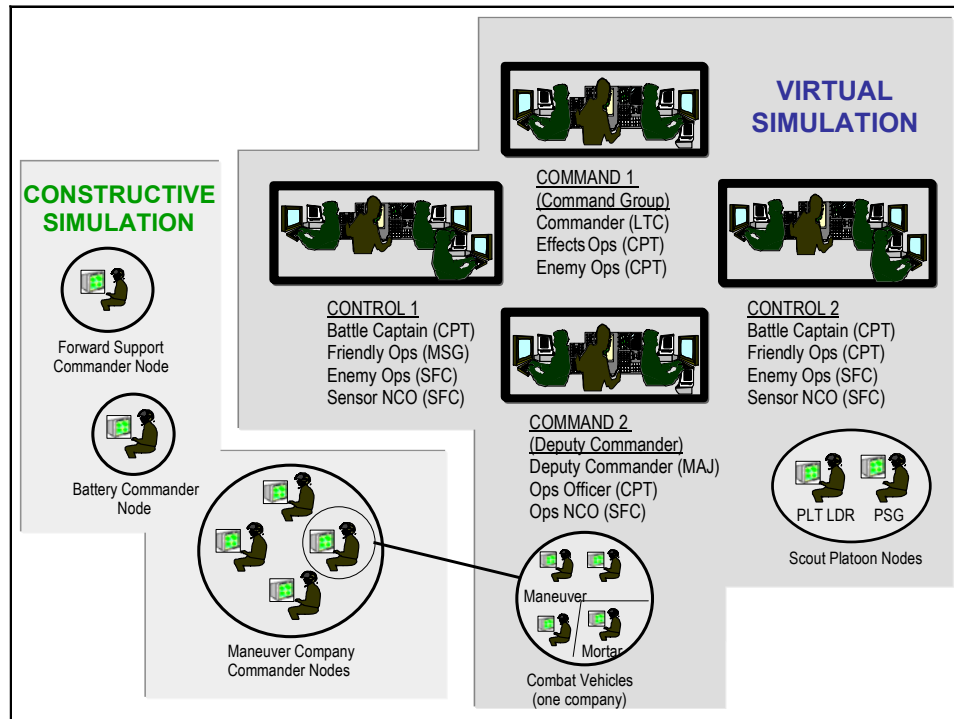 VIRTUAL
SIMULATION
CONSTRUCTIVE
SIMULATION
COMMAND 1
(Command Group)
Commander (LTC)
Effects Ops (CPT)
Enemy Ops (CPT)
CONTROL 1
Battle Captain (CPT)
Friendly Ops (MSG)
Enemy Ops (SFC)
Sensor NCO (SFC)
CONTROL 2
Battle Captain (CPT)
Friendly Ops (CPT)
Enemy Ops (SFC)
Sensor NCO (SFC)
COMMAND 2
(Deputy Commander)
Deputy Commander (MAJ)
Ops Officer (CPT)
Ops NCO (SFC)
Forward Support
Commander Node
Battery Commander
Node
Maneuver Company
Commander Nodes
Maneuver
Mortar
Combat Vehicles
(one company)
PLT LDR
PSG
Scout Platoon Nodes